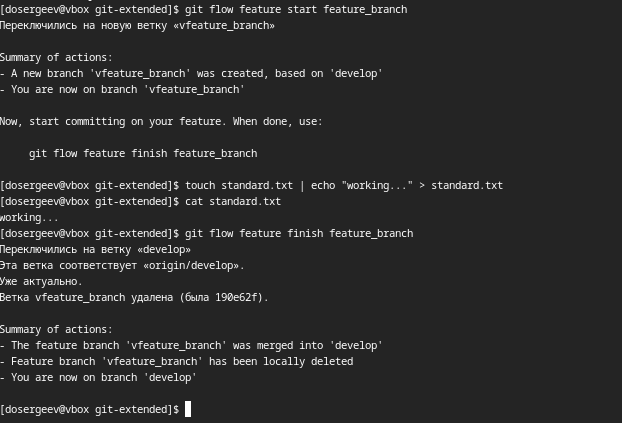 [dosergeev@vbox git-extended]$ git flow feature start feature_branch
Переключились на новую ветку «vfeature_branch»
Summary of actions:
- A new branch 'vfeature_branch' was created, based on 'develop'
- You are now on branch 'vfeature_branch'
Now, start committing on your feature. When done, use:
git flow feature finish feature_branch
[dosergeev@vbox git-extended]$ touch standard.txt | echo "working..." > standard.txt
[dosergeev@vbox git-extended]$ cat standard.txt
working...
[dosergeev@vbox git-extended]$ git flow feature finish feature_branch
Переключились на ветку «develop»
Эта ветка соответствует «origin/develop».
Уже актуально.
Ветка vfeature_branch удалена (была 190e62f).
Summary of actions:
- The feature branch 'vfeature_branch' was merged into 'develop'
- Feature branch 'vfeature_branch' has been locally deleted
- You are now on branch 'develop'
[dosergeev@vbox git-extended]$